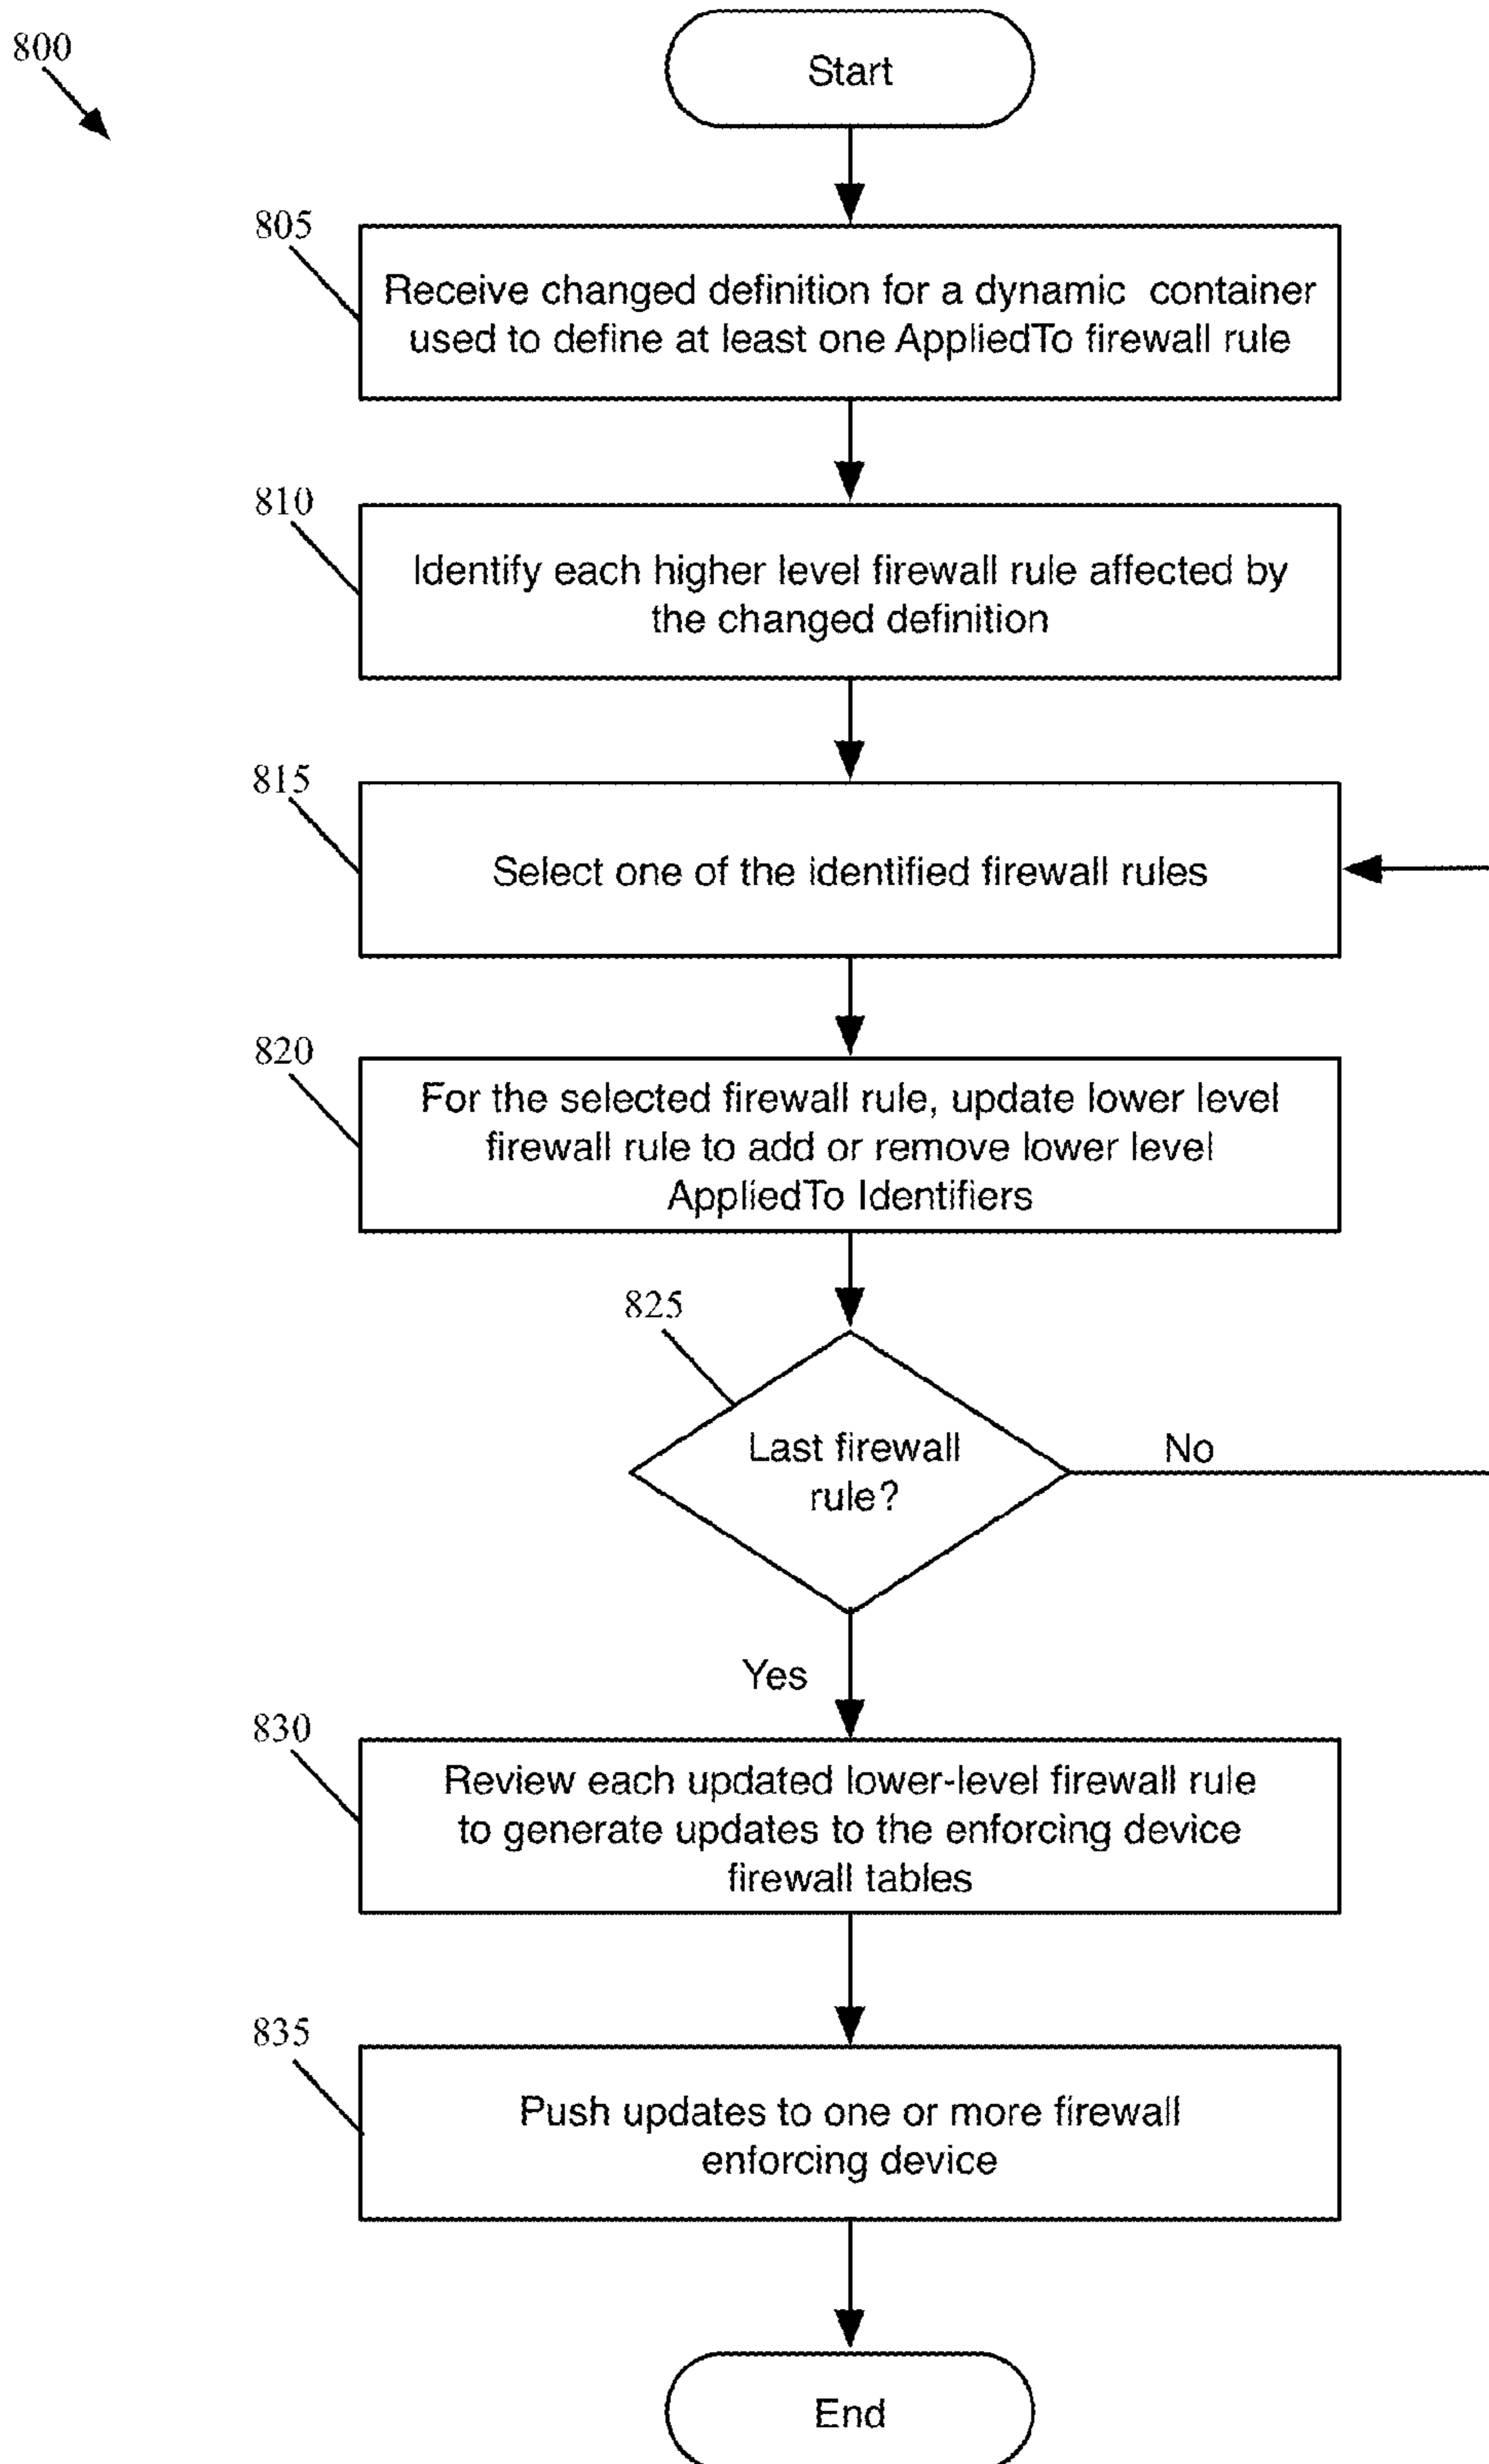 800
Start
805
Receive changed definition for a dynamic container
used to define at least one AppliedTo firewall rule
810
Identify each higher level firewall rule affected by
the changed definition
815
Select one of the identified firewall rules
820
For the selected firewall rule, update lower level
firewall rule to add or remove lower level
AppliedTo Identifiers
825
Last firewall
rule?
No
Yes
830
Review each updated lower-level firewall rule
to generate updates to the enforcing device
firewall tables
835
Push updates to one or more firewall
enforcing device
End